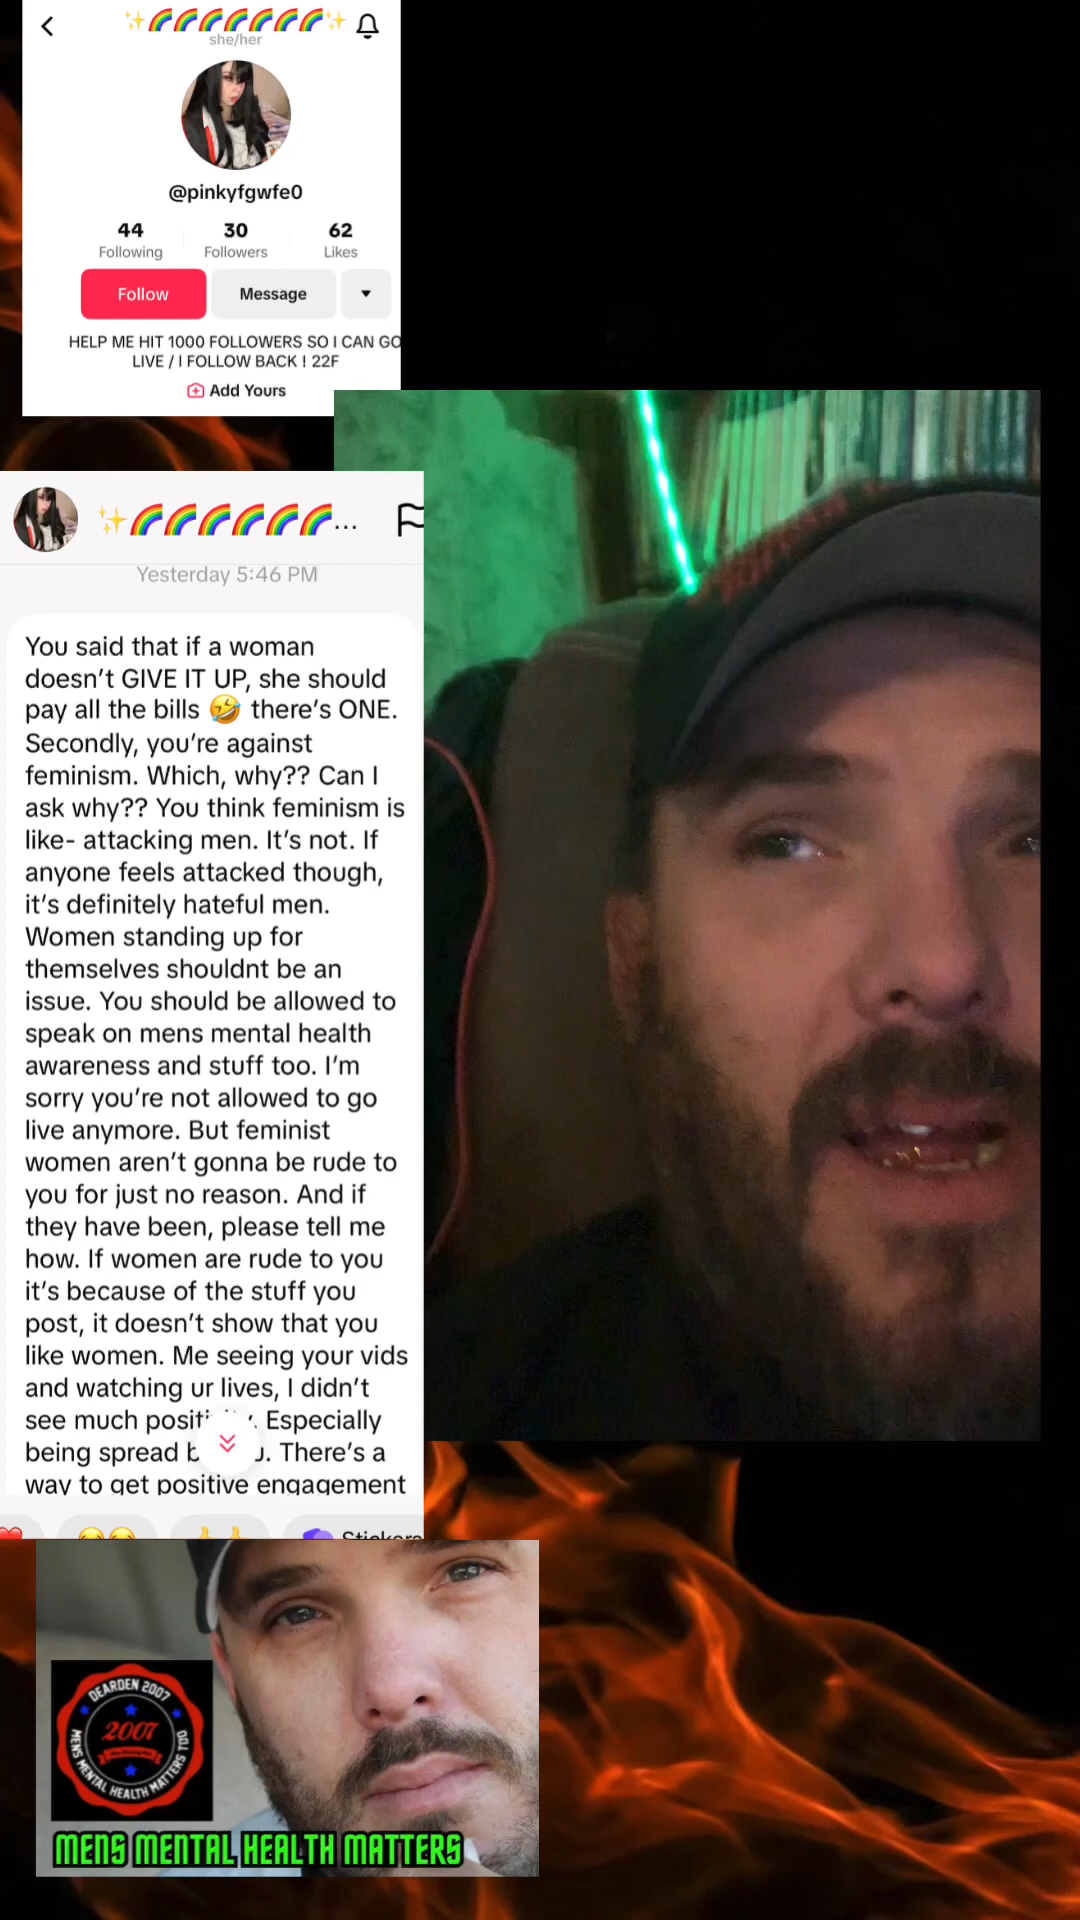 ✨🌈🌈🌈🌈🌈🌈🌈✨
she/her
@pinkyfgwfe0
44 30 62
Following Followers Likes
Follow Message
HELP ME HIT 1000 FOLLOWERS SO I CAN GO
LIVE / I FOLLOW BACK ! 22F
Add Yours
✨🌈🌈🌈🌈🌈🌈...
Yesterday 5:46 PM
You said that if a woman
doesn't GIVE IT UP, she should
pay all the bills 🤣 there's ONE.
Secondly, you're against
feminism. Which, why?? Can I
ask why?? You think feminism is
like- attacking men. It's not. If
anyone feels attacked though,
it's definitely hateful men.
Women standing up for
themselves shouldnt be an
issue. You should be allowed to
speak on mens mental health
awareness and stuff too. I'm
sorry you're not allowed to go
live anymore. But feminist
women aren't gonna be rude to
you for just no reason. And if
they have been, please tell me
how. If women are rude to you
it's because of the stuff you
post, it doesn't show that you
like women. Me seeing your vids
and watching ur lives, I didn't
see much Especially
being spread There's a
way to get positive engagement
Stickers
DEARDEN 2007
2007
MENS MENTAL HEALTH MATTERS TOO
MENS MENTAL HEALTH MATTERS